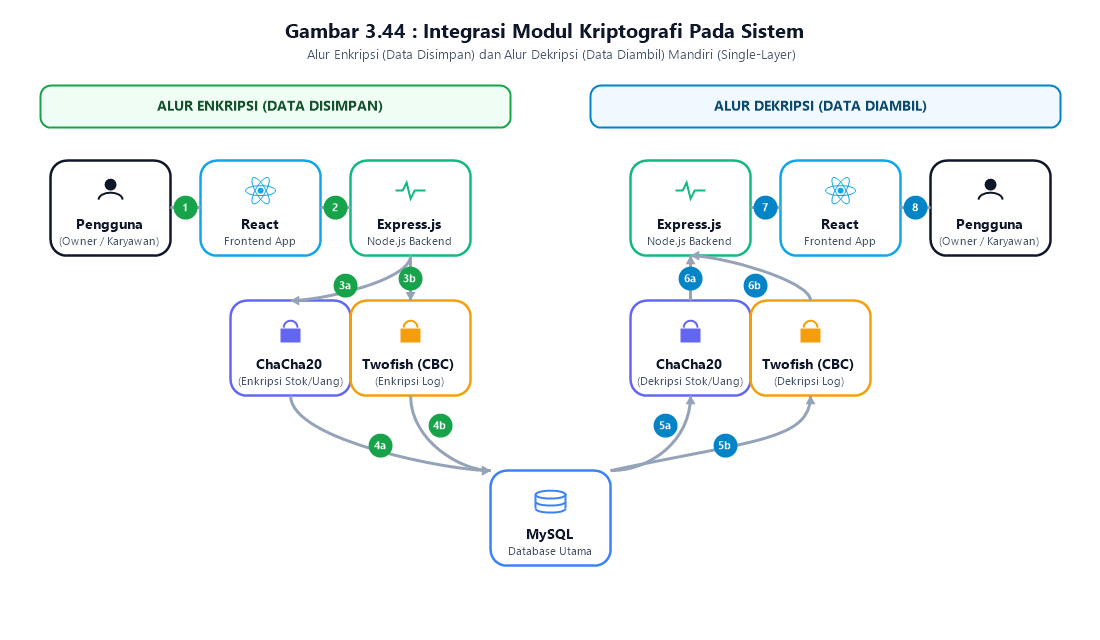 Gambar 3.44 : Integrasi Modul Kriptografi Pada Sistem
Alur Enkripsi (Data Disimpan) dan Alur Dekripsi (Data Diambil) Mandiri (Single-Layer)
ALUR ENKRIPSI (DATA DISIMPAN)
ALUR DEKRIPSI (DATA DIAMBIL)
Pengguna
(Owner / Karyawan)
1
React
Frontend App
2
Express.js
Node.js Backend
Express.js
Node.js Backend
7
React
Frontend App
8
Pengguna
(Owner / Karyawan)
3a
3b
6a
6b
ChaCha20
(Enkripsi Stok/Uang)
Twofish (CBC)
(Enkripsi Log)
ChaCha20
(Dekripsi Stok/Uang)
Twofish (CBC)
(Dekripsi Log)
4a
4b
5a
5b
MySQL
Database Utama